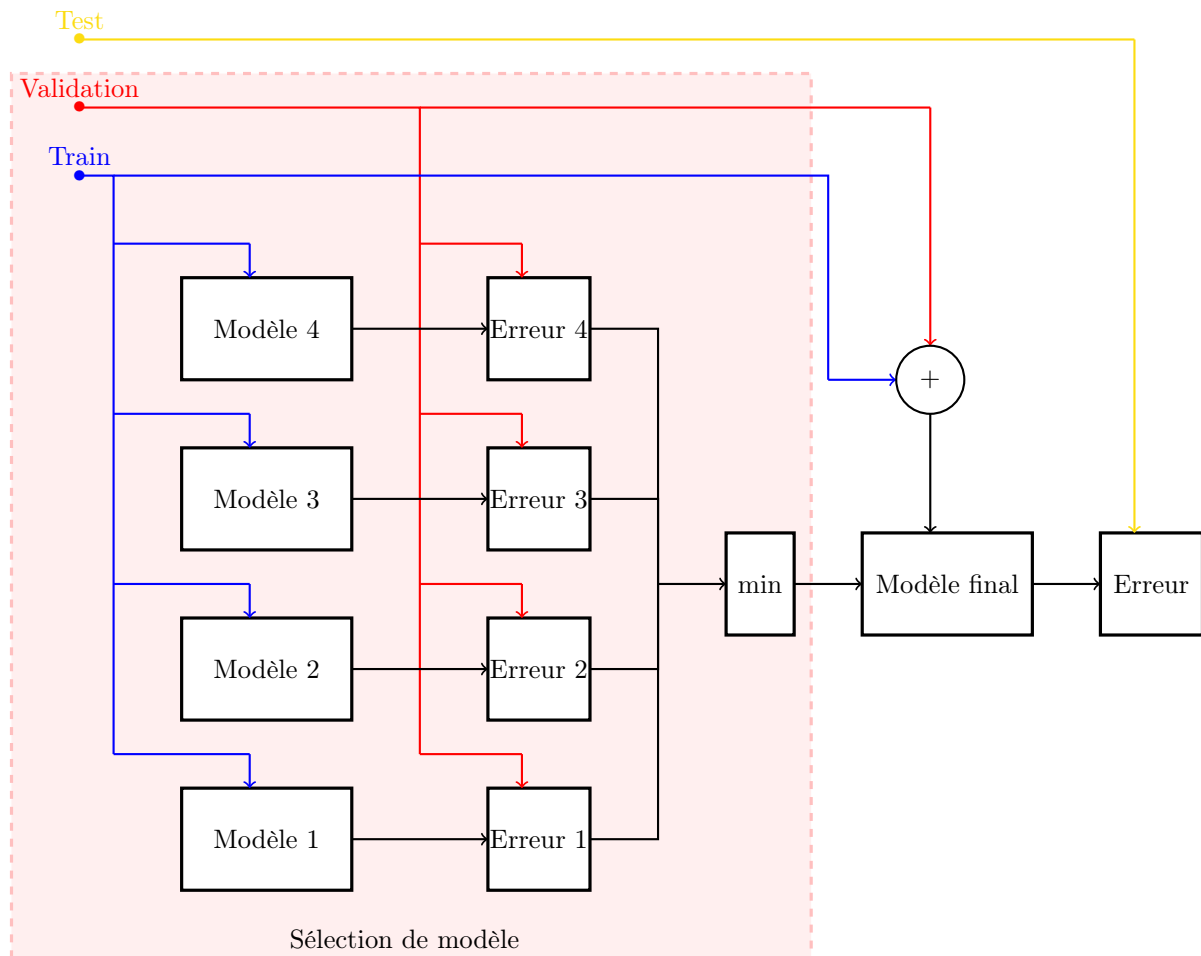 Test
Validation
Train
Modèle 4
Erreur 4
+
Modèle 3
Erreur 3
min
Modèle final
Erreur
Modèle 2
Erreur 2
Modèle 1
Erreur 1
Sélection de modèle